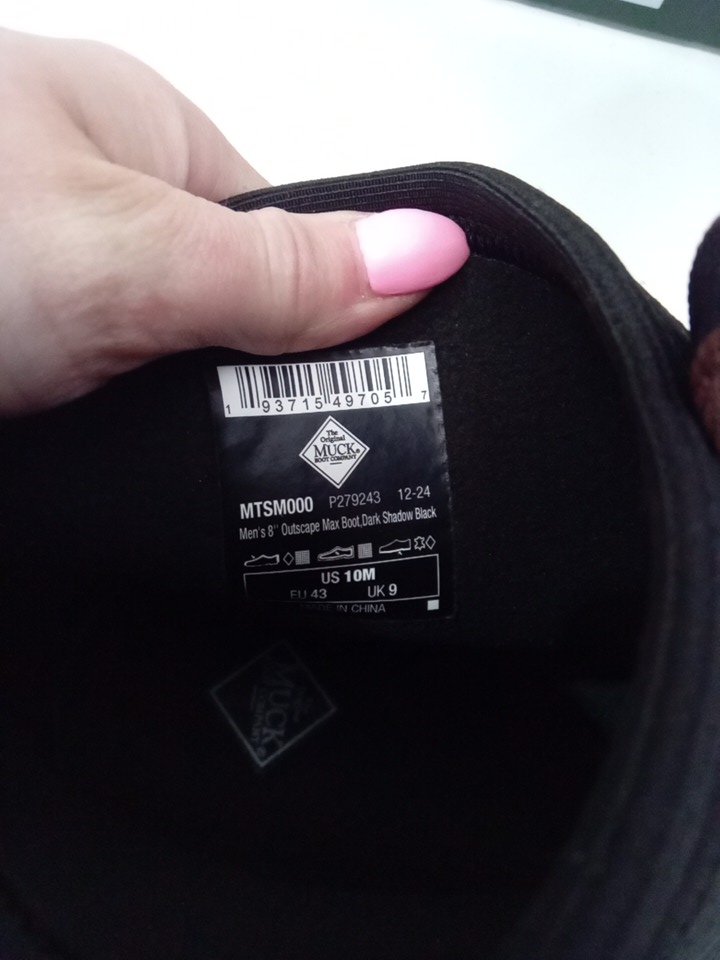 1 93715 49705 7
The
Original
MUCK®
BOOT COMPANY
MTSM000 P279243 12-24
Men's 8" Outscape Max Boot,Dark Shadow Black
US 10M
EU 43 UK 9
MADE IN CHINA
MUCK